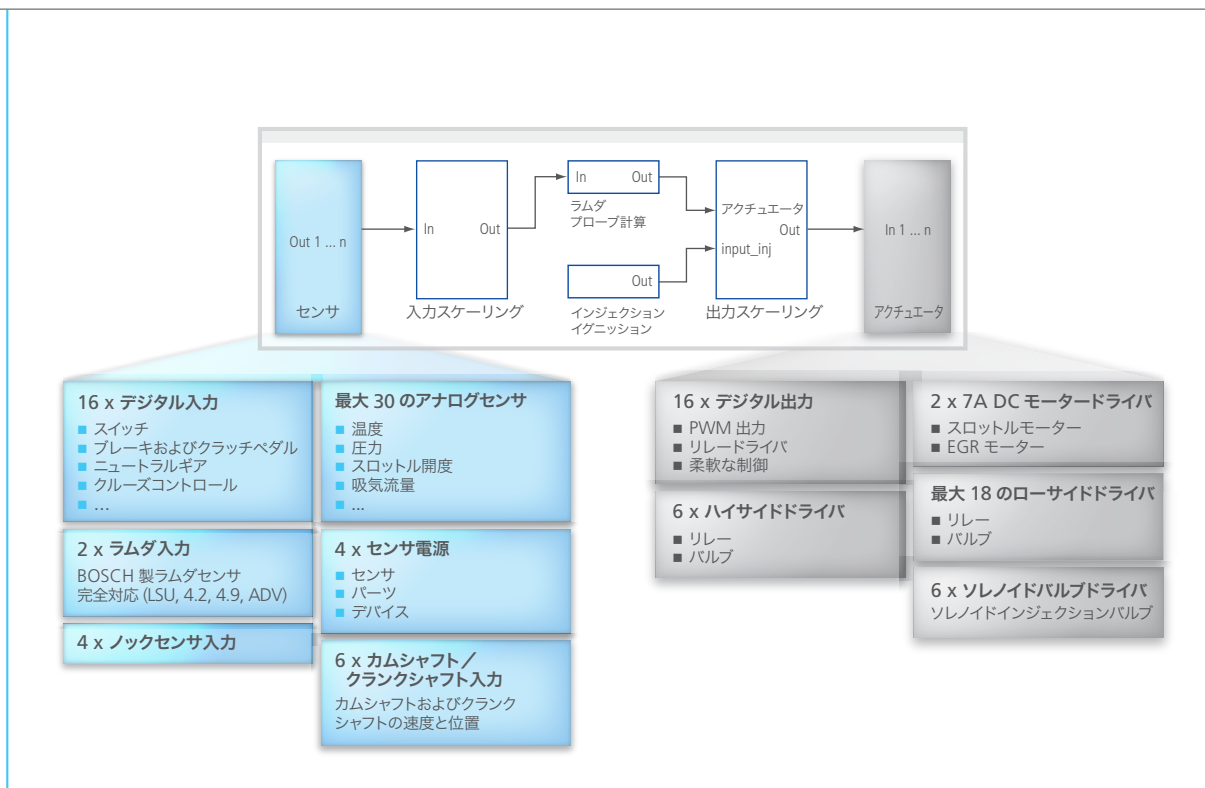 Out 1 ... n
センサ
In
Out
入力スケーリング
In
Out
ラムダ
プローブ計算
Out
インジェクション
イグニッション
アクチュエータ
Out
input_inj
出力スケーリング
In 1 ... n
アクチュエータ
16 x デジタル入力
■ スイッチ
■ ブレーキおよびクラッチペダル
■ ニュートラルギア
■ クルーズコントロール
■ ...
2 x ラムダ入力
BOSCH 製ラムダセンサ
完全対応 (LSU, 4.2, 4.9, ADV)
4 x ノックセンサ入力
最大 30 のアナログセンサ
■ 温度
■ 圧力
■ スロットル開度
■ 吸気流量
■ ...
4 x センサ電源
■ センサ
■ パーツ
■ デバイス
6 x カムシャフト／
クランクシャフト入力
カムシャフトおよびクランク
シャフトの速度と位置
16 x デジタル出力
■ PWM 出力
■ リレードライバ
■ 柔軟な制御
6 x ハイサイドドライバ
■ リレー
■ バルブ
2 x 7A DC モータードライバ
■ スロットルモーター
■ EGR モーター
最大 18 のローサイドドライバ
■ リレー
■ バルブ
6 x ソレノイドバルブドライバ
ソレノイドインジェクションバルブ